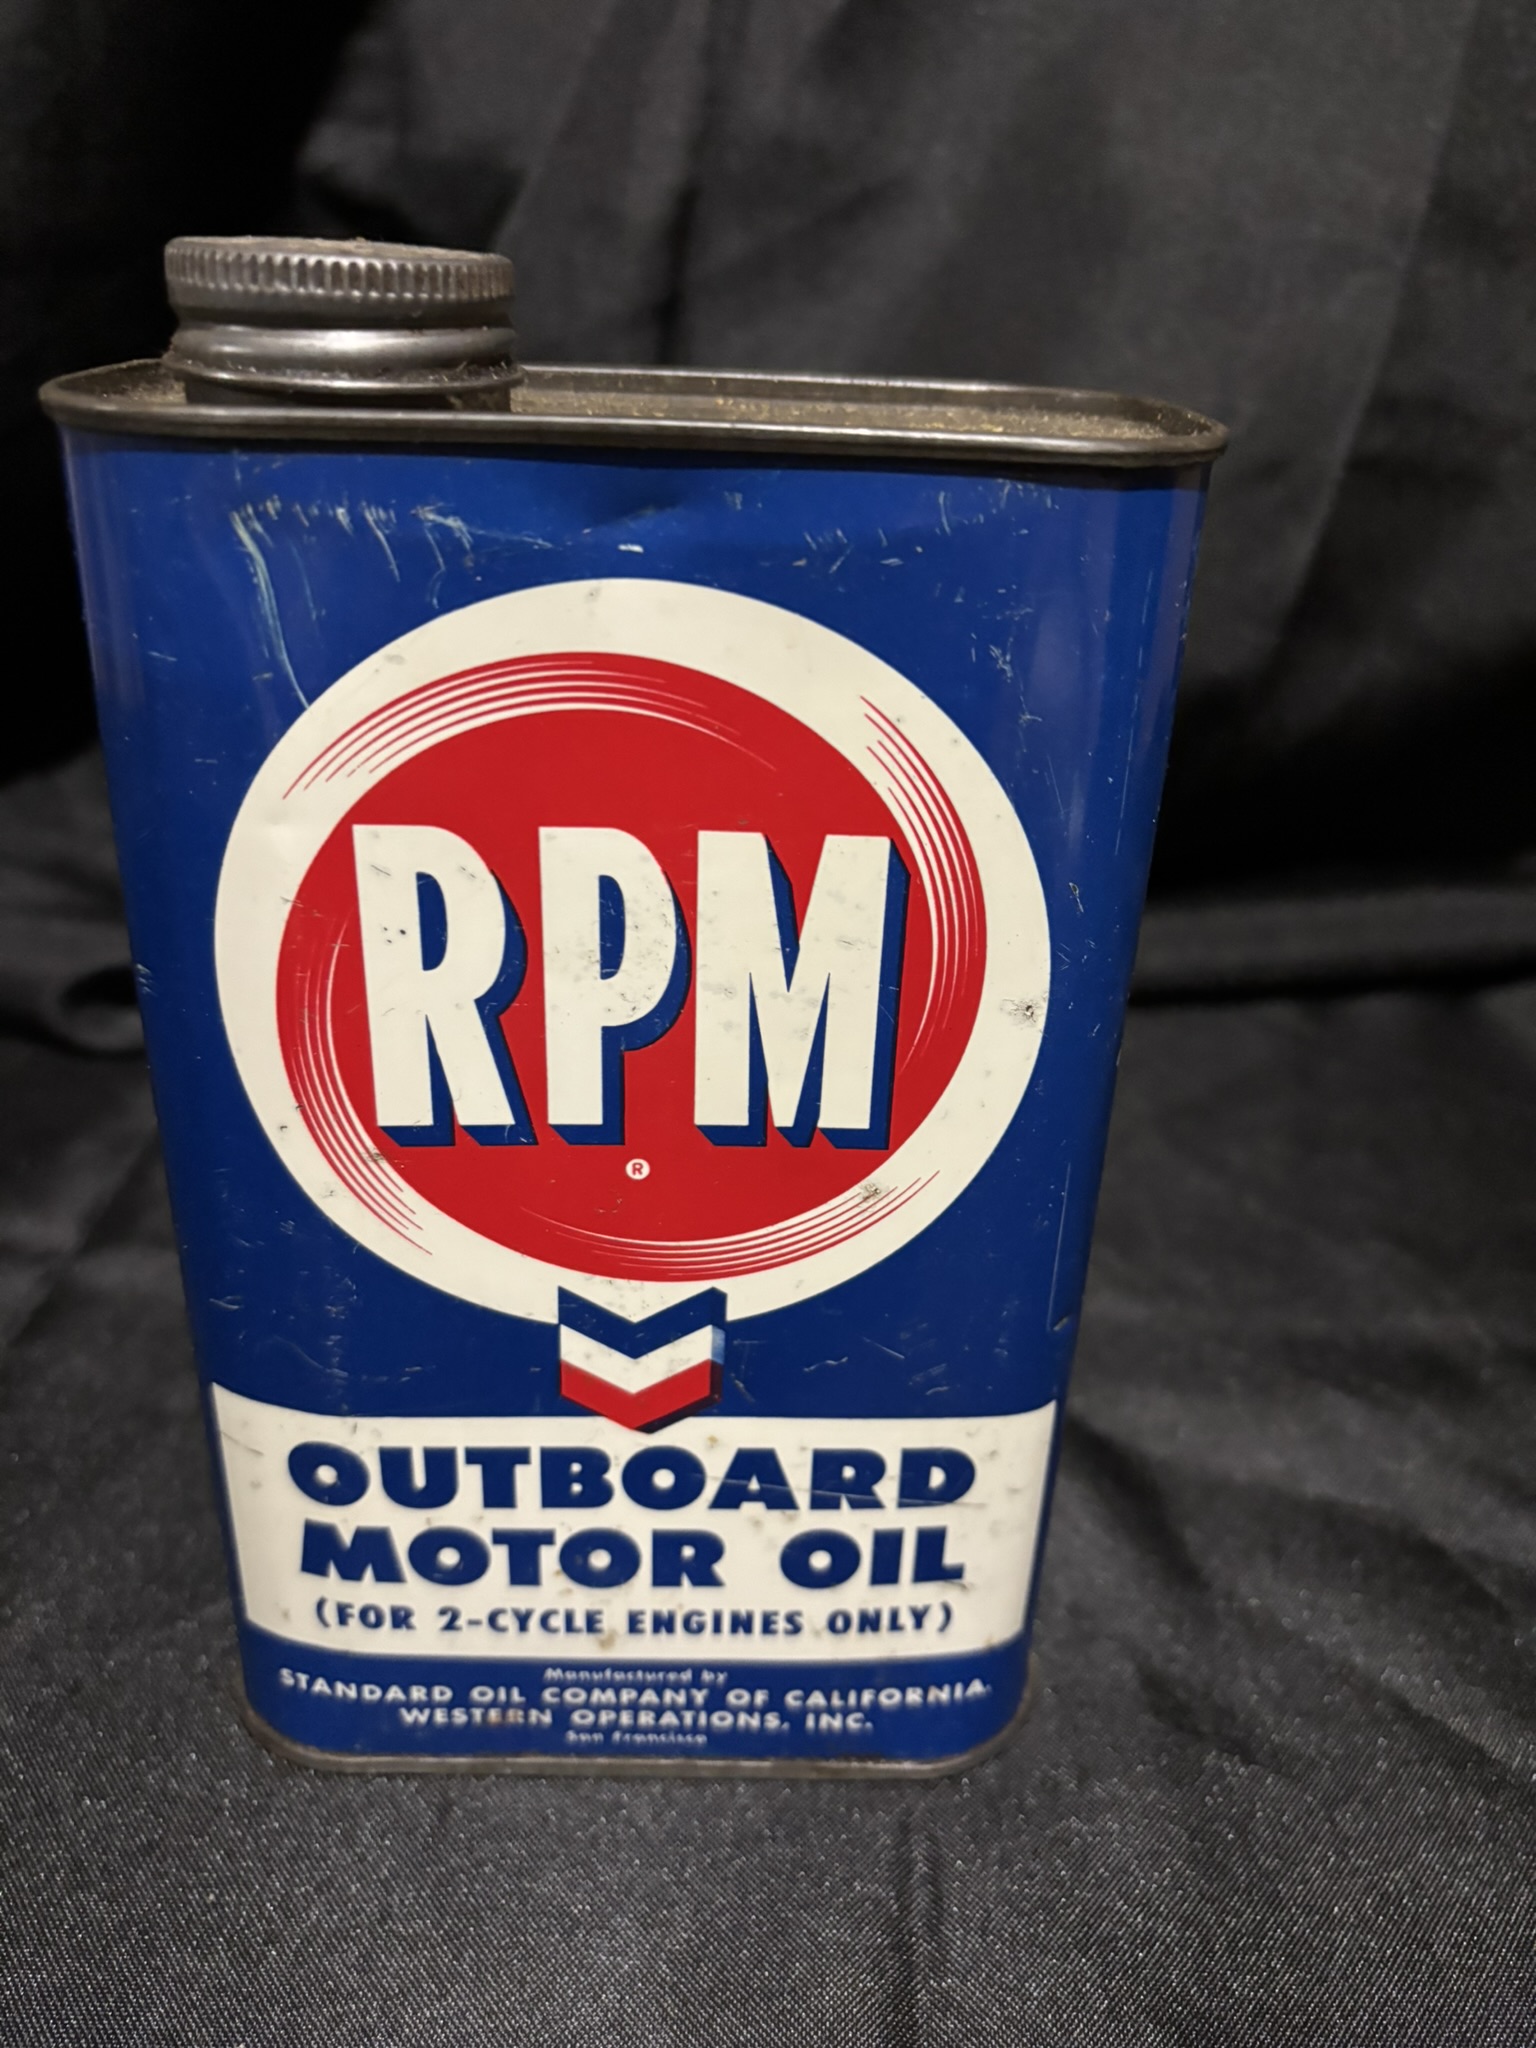 RPM
®
OUTBOARD
MOTOR OIL
(FOR 2-CYCLE ENGINES ONLY)
Manufactured by
STANDARD OIL COMPANY OF CALIFORNIA,
WESTERN OPERATIONS, INC.
San Francisco